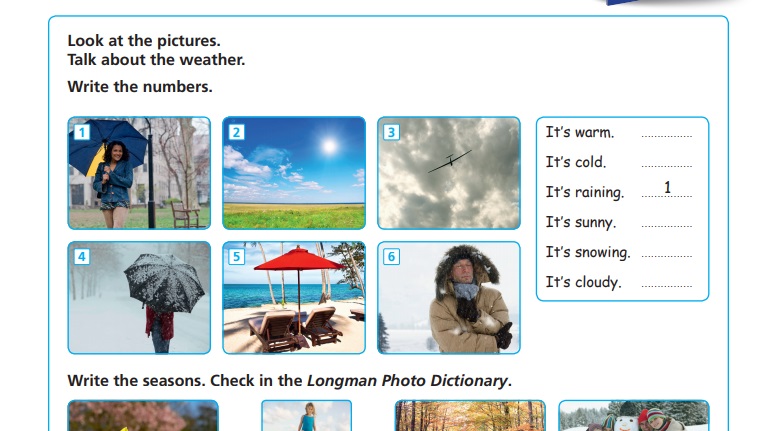 Look at the pictures.
Talk about the weather.
Write the numbers.
1
2
3
4
5
6
It's warm. ................
It's cold. ................
It's raining. ......1.........
It's sunny. ................
It's snowing. ................
It's cloudy. ................
Write the seasons. Check in the Longman Photo Dictionary.